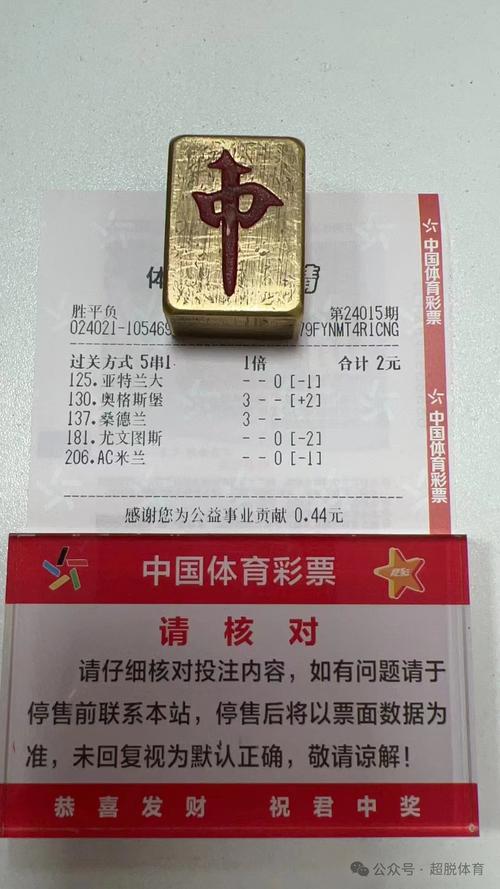 中
体 情
胜平负 第24015期
024021-105469 79FYNMT4R1CNG
过关方式 5串1 1倍 合计 2元
125.亚特兰大 --0[-1]
130.奥格斯堡 3--[+2]
137.桑德兰 3--
181.尤文图斯 --0[-2]
206.AC米兰 --0[-1]
感谢您为公益事业贡献 0.44元
中国体育彩票
中国体育彩票
中国体育彩票
请核对
请仔细核对投注内容，如有问题请于
停售前联系本站，停售后将以票面数据为
准，未回复视为默认正确，敬请谅解！
恭喜发财 祝君中奖
公众号·超脱体育